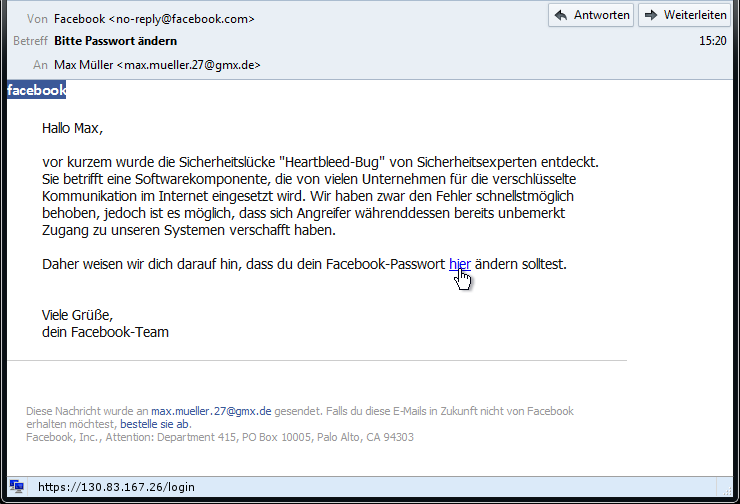 Von Facebook <no-reply@facebook.com>
Antworten
Weiterleiten
Betreff Bitte Passwort ändern
15:20
An Max Müller <max.mueller.27@gmx.de>
facebook
Hallo Max,
vor kurzem wurde die Sicherheitslücke "Heartbleed-Bug" von Sicherheitsexperten entdeckt.
Sie betrifft eine Softwarekomponente, die von vielen Unternehmen für die verschlüsselte
Kommunikation im Internet eingesetzt wird. Wir haben zwar den Fehler schnellstmöglich
behoben, jedoch ist es möglich, dass sich Angreifer währenddessen bereits unbemerkt
Zugang zu unseren Systemen verschafft haben.
Daher weisen wir dich darauf hin, dass du dein Facebook-Passwort hier ändern solltest.
Viele Grüße,
dein Facebook-Team
Diese Nachricht wurde an max.mueller.27@gmx.de gesendet. Falls du diese E-Mails in Zukunft nicht von Facebook
erhalten möchtest, bestelle sie ab.
Facebook, Inc., Attention: Department 415, PO Box 10005, Palo Alto, CA 94303
https://130.83.167.26/login